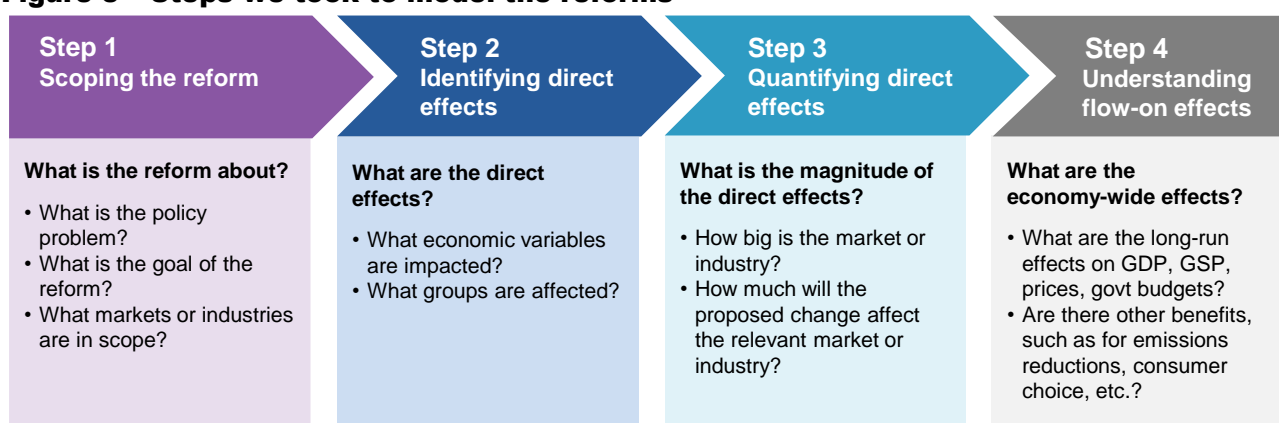 Step 1
Scoping the reform
What is the reform about?
• What is the policy
problem?
• What is the goal of the
reform?
• What markets or industries
are in scope?
Step 2
Identifying direct
effects
What are the direct
effects?
• What economic variables
are impacted?
• What groups are affected?
Step 3
Quantifying direct
effects
What is the magnitude of
the direct effects?
• How big is the market or
industry?
• How much will the
proposed change affect
the relevant market or
industry?
Step 4
Understanding
flow-on effects
What are the
economy-wide effects?
• What are the long-run
effects on GDP, GSP,
prices, govt budgets?
• Are there other benefits,
such as for emissions
reductions, consumer
choice, etc.?